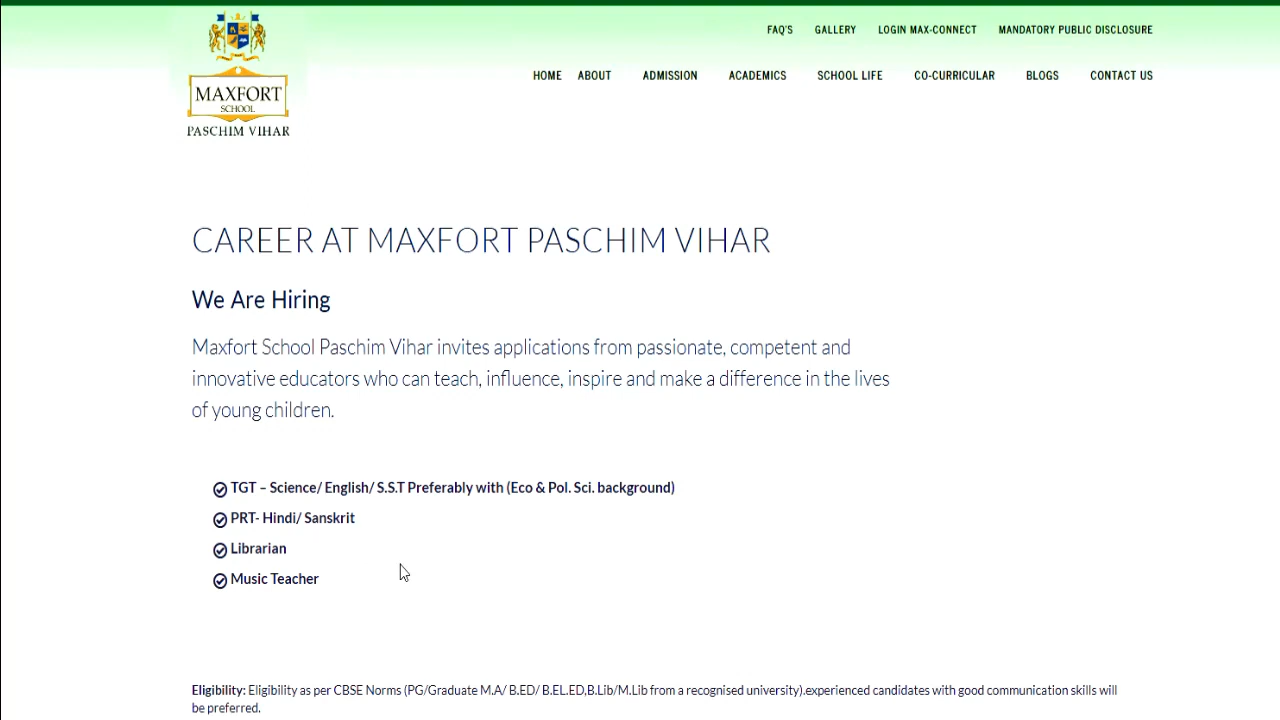 FAQ'S GALLERY LOGIN MAX-CONNECT MANDATORY PUBLIC DISCLOSURE
HOME ABOUT ADMISSION ACADEMICS SCHOOL LIFE CO-CURRICULAR BLOGS CONTACT US
MAXFORT
SCHOOL
PASCHIM VIHAR
CAREER AT MAXFORT PASCHIM VIHAR
We Are Hiring
Maxfort School Paschim Vihar invites applications from passionate, competent and
innovative educators who can teach, influence, inspire and make a difference in the lives
of young children.
TGT – Science/ English/ S.S.T Preferably with (Eco & Pol. Sci. background)
PRT- Hindi/ Sanskrit
Librarian
Music Teacher
Eligibility: Eligibility as per CBSE Norms (PG/Graduate M.A/ B.ED/ B.EL.ED,B.Lib/M.Lib from a recognised university).experienced candidates with good communication skills will
be preferred.